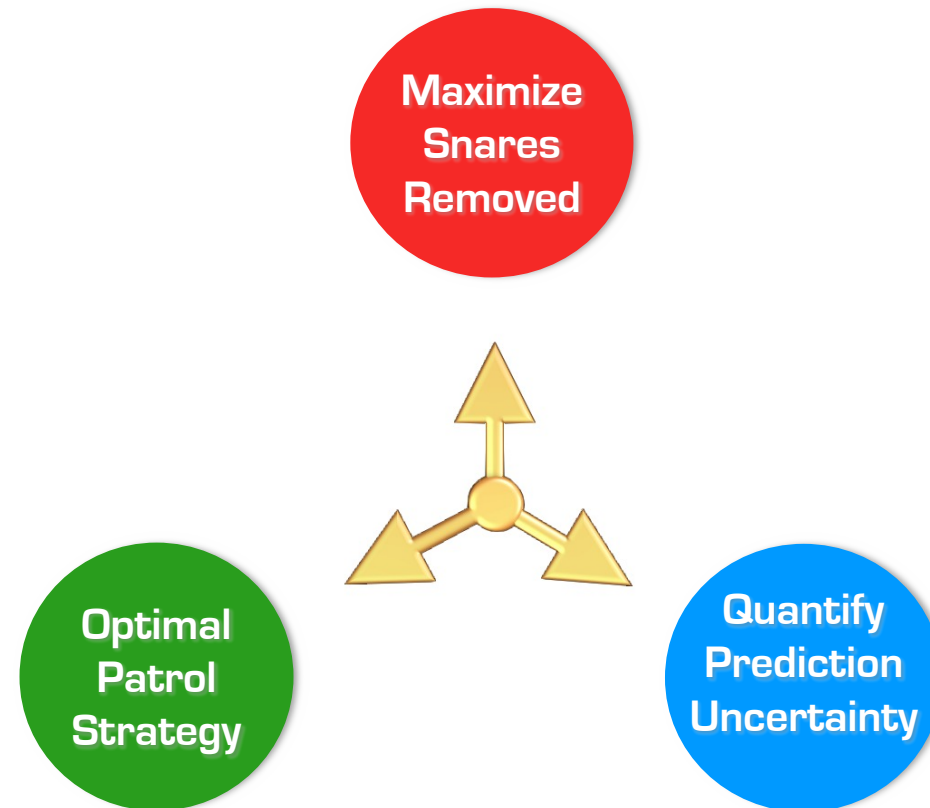 Maximize
Snares
Removed
Optimal
Patrol
Strategy
Quantify
Prediction
Uncertainty